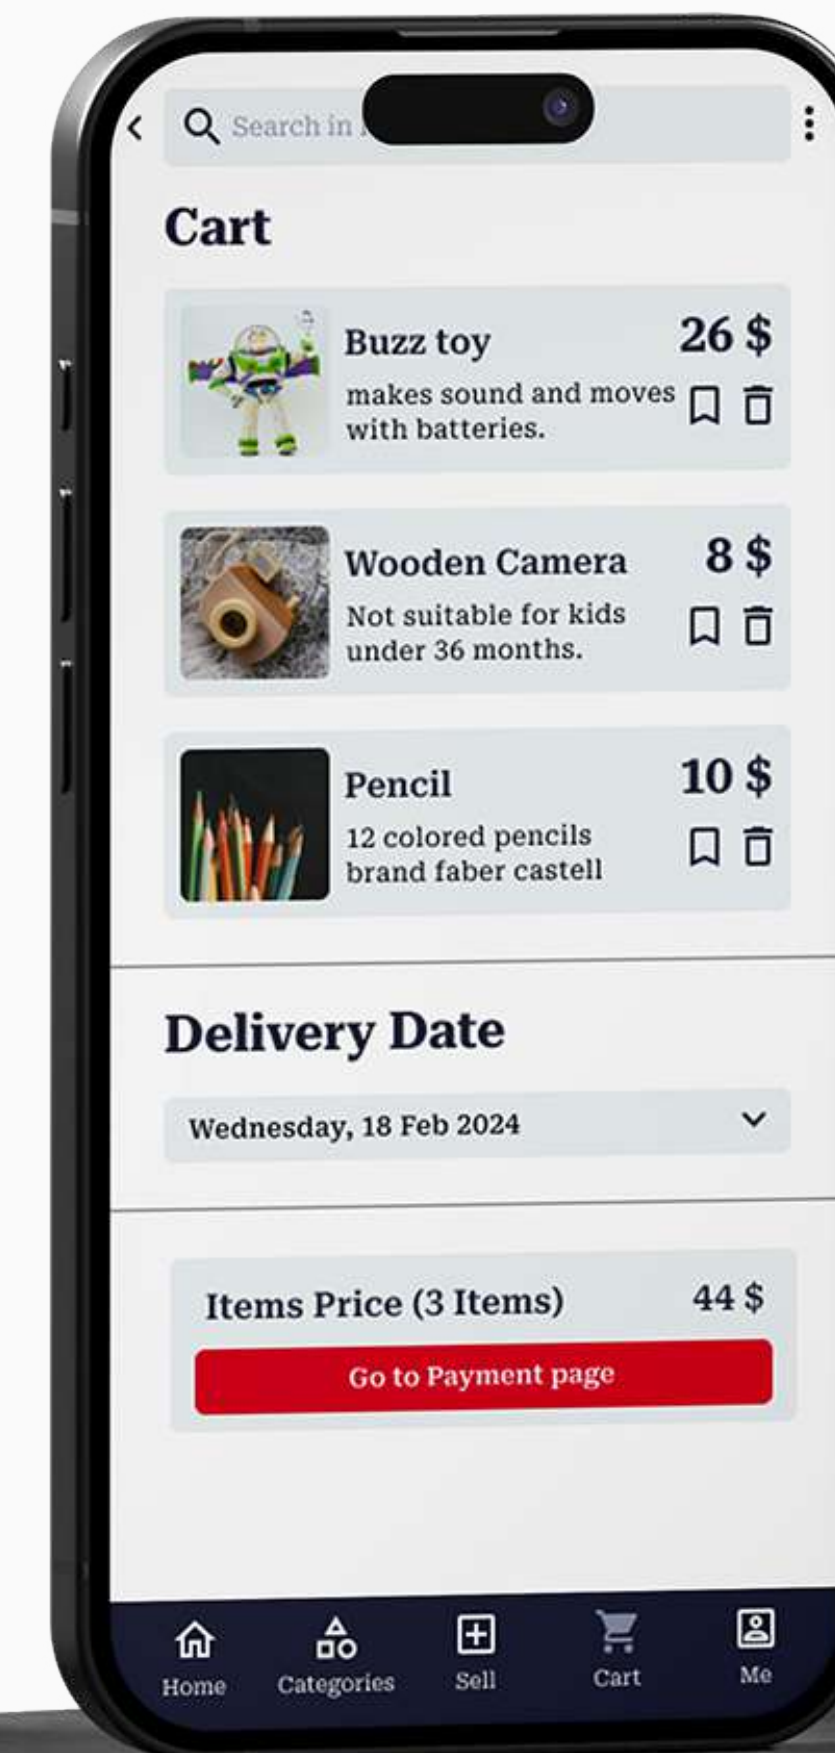 Search in
Cart
Buzz toy
26 $
makes sound and moves
with batteries.
Wooden Camera
8 $
Not suitable for kids
under 36 months.
Pencil
10 $
12 colored pencils
brand faber castell
Delivery Date
Wednesday, 18 Feb 2024
Items Price (3 Items)
44 $
Go to Payment page
Home
Categories
Sell
Cart
Me